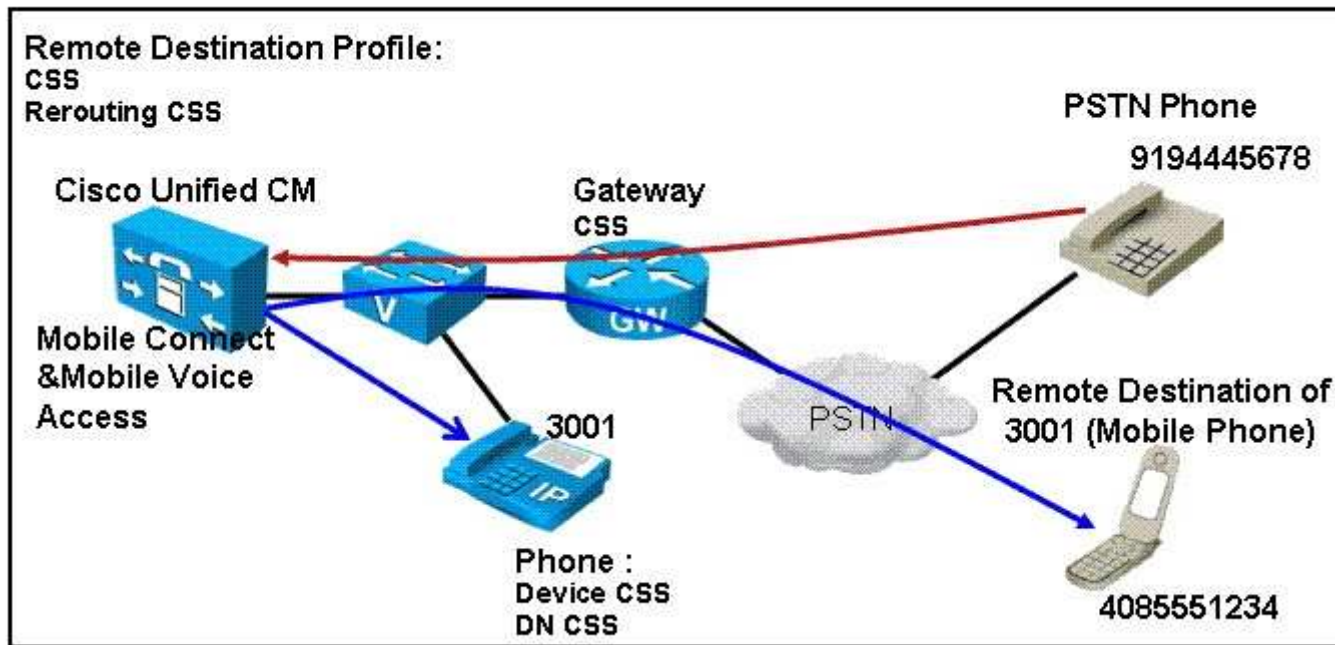 Remote Destination Profile:
CSS
Rerouting CSS
PSTN Phone
9194445678
Cisco Unified CM
Gateway
CSS
V
GW
Mobile Connect
&Mobile Voice
Access
PSTN
Remote Destination of
3001 (Mobile Phone)
3001
IP
Phone :
Device CSS
DN CSS
4085551234